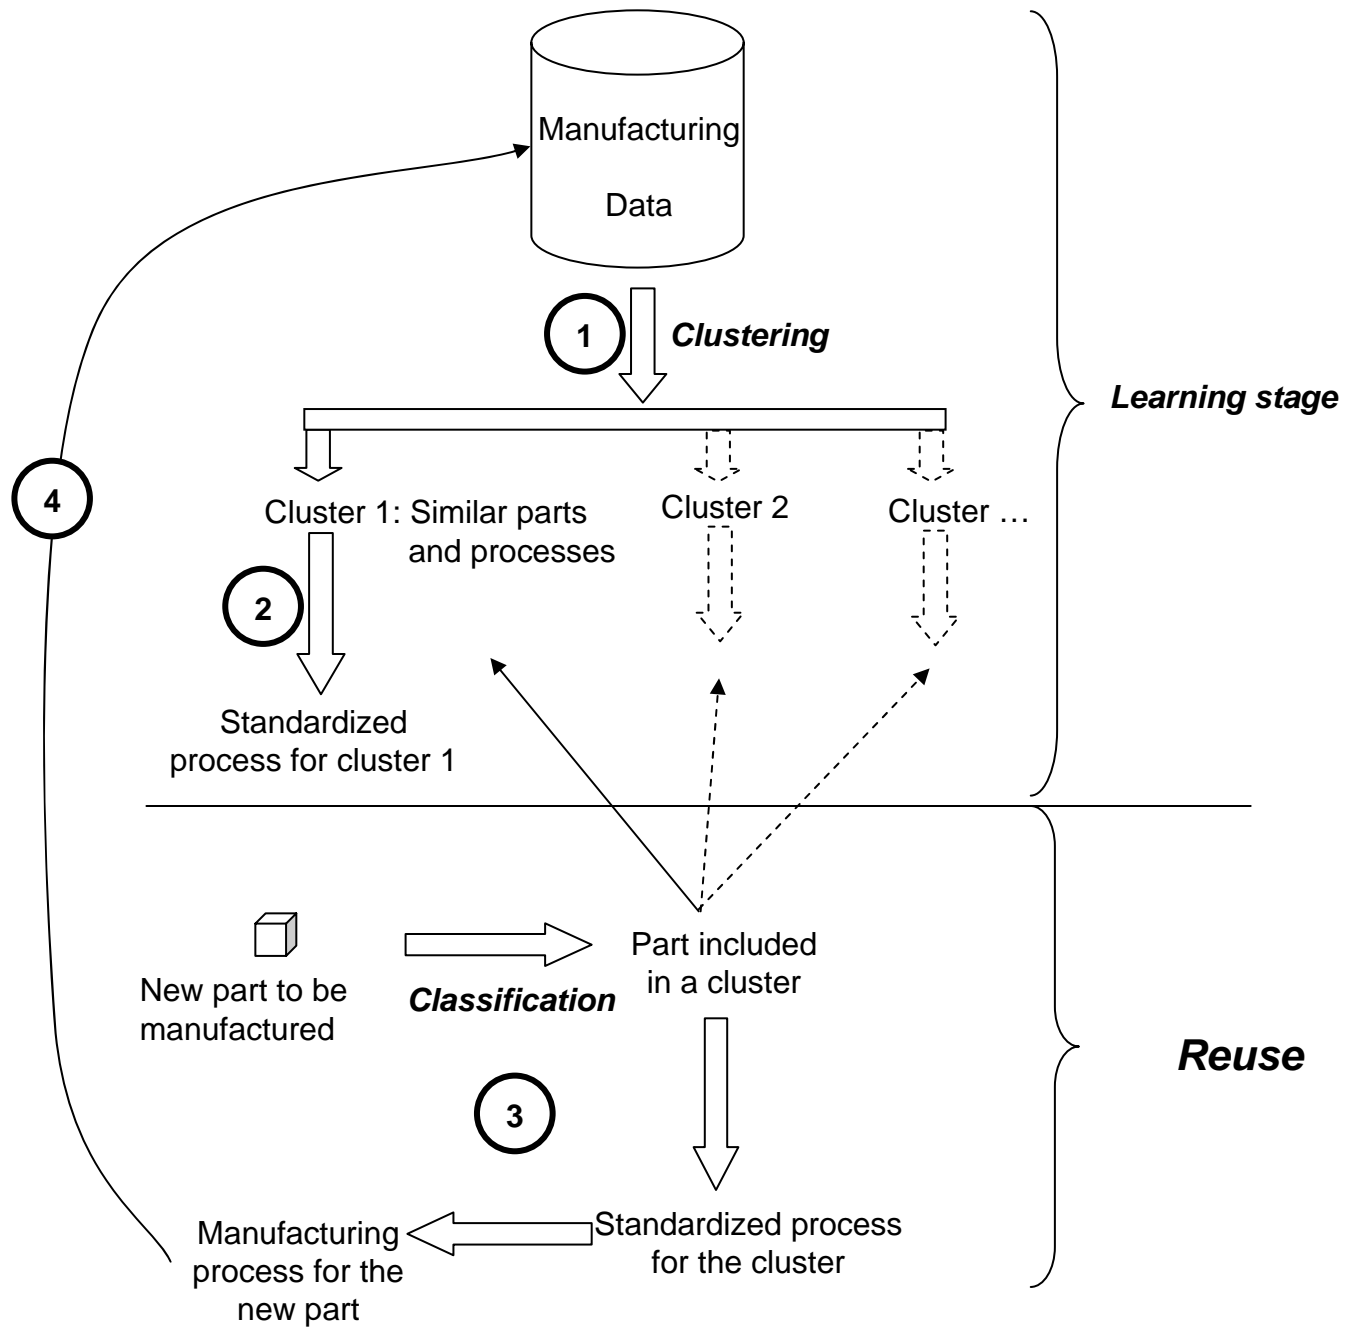 Manufacturing
Data
1
Clustering
Learning stage
4
Cluster 1: Similar parts
and processes
Cluster 2
Cluster …
2
Standardized
process for cluster 1
New part to be
manufactured
Classification
Part included
in a cluster
Reuse
3
Standardized process
for the cluster
Manufacturing
process for the
new part